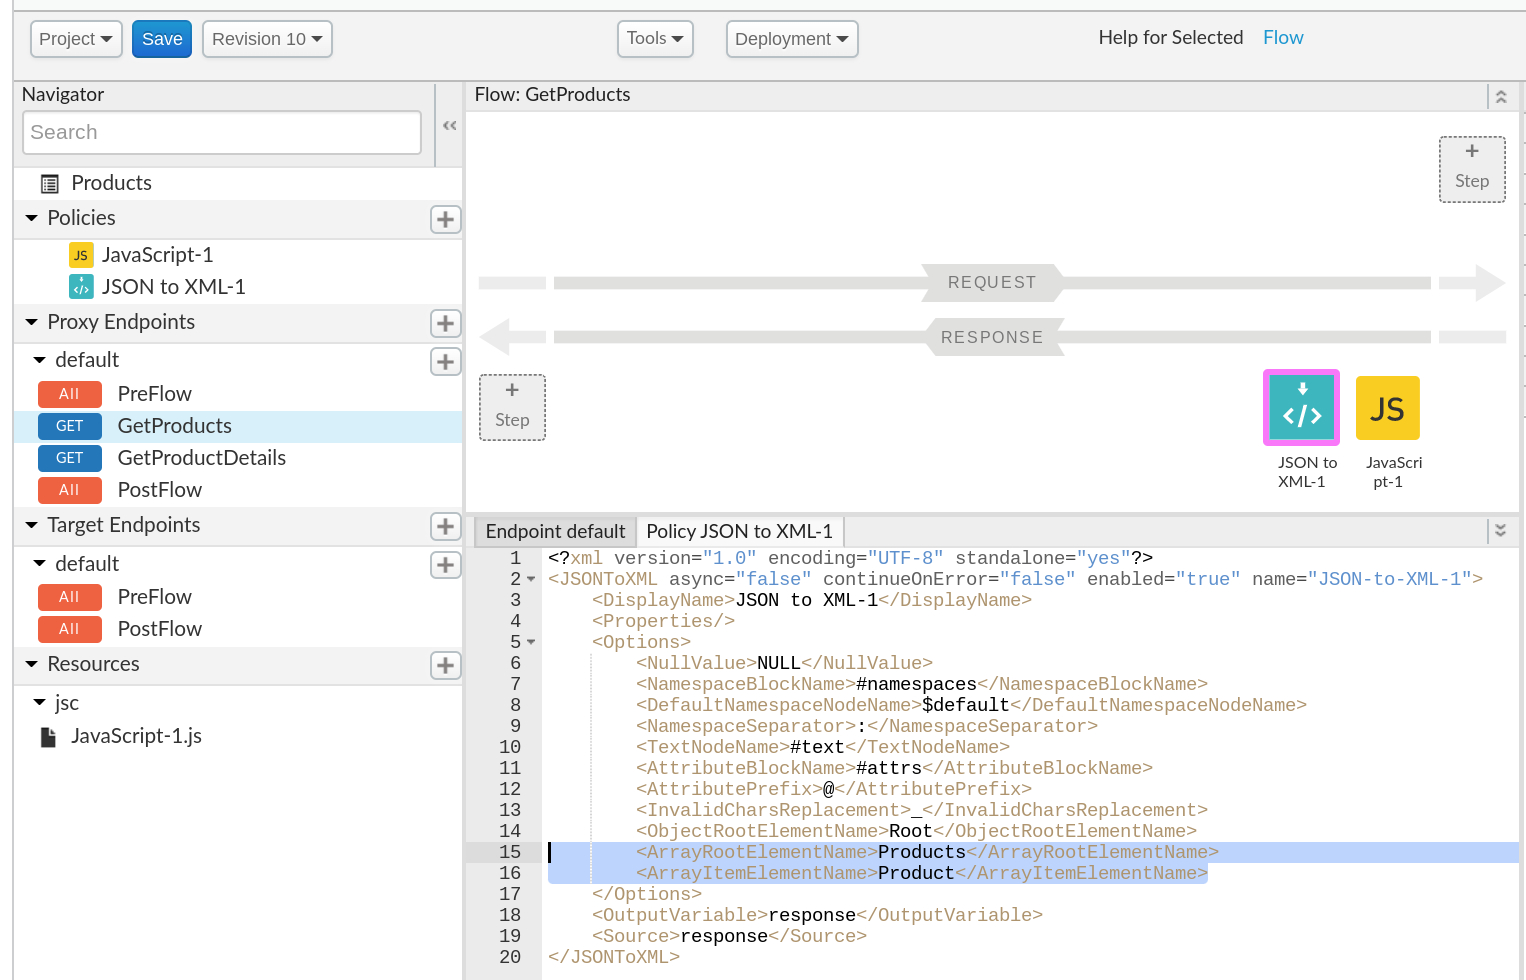 Project
Save
Revision 10
Tools
Deployment
Help for Selected Flow
Navigator
Search
Products
Policies
JS JavaScript-1
</> JSON to XML-1
Proxy Endpoints
default
All PreFlow
GET GetProducts
GET GetProductDetails
All PostFlow
Target Endpoints
default
All PreFlow
All PostFlow
Resources
jsc
JavaScript-1.js
Flow: GetProducts
+
Step
REQUEST
RESPONSE
+
Step
</>
JSON to
XML-1
JS
JavaScri
pt-1
Endpoint default
Policy JSON to XML-1
1 <?xml version="1.0" encoding="UTF-8" standalone="yes"?>
2 <JSONToXML async="false" continueOnError="false" enabled="true" name="JSON-to-XML-1">
3 <DisplayName>JSON to XML-1</DisplayName>
4 <Properties/>
5 <Options>
6 <NullValue>NULL</NullValue>
7 <NamespaceBlockName>#namespaces</NamespaceBlockName>
8 <DefaultNamespaceNodeName>$default</DefaultNamespaceNodeName>
9 <NamespaceSeparator>:</NamespaceSeparator>
10 <TextNodeName>#text</TextNodeName>
11 <AttributeBlockName>#attrs</AttributeBlockName>
12 <AttributePrefix>@</AttributePrefix>
13 <InvalidCharsReplacement>_</InvalidCharsReplacement>
14 <ObjectRootElementName>Root</ObjectRootElementName>
15 <ArrayRootElementName>Products</ArrayRootElementName>
16 <ArrayItemElementName>Product</ArrayItemElementName>
17 </Options>
18 <OutputVariable>response</OutputVariable>
19 <Source>response</Source>
20 </JSONToXML>